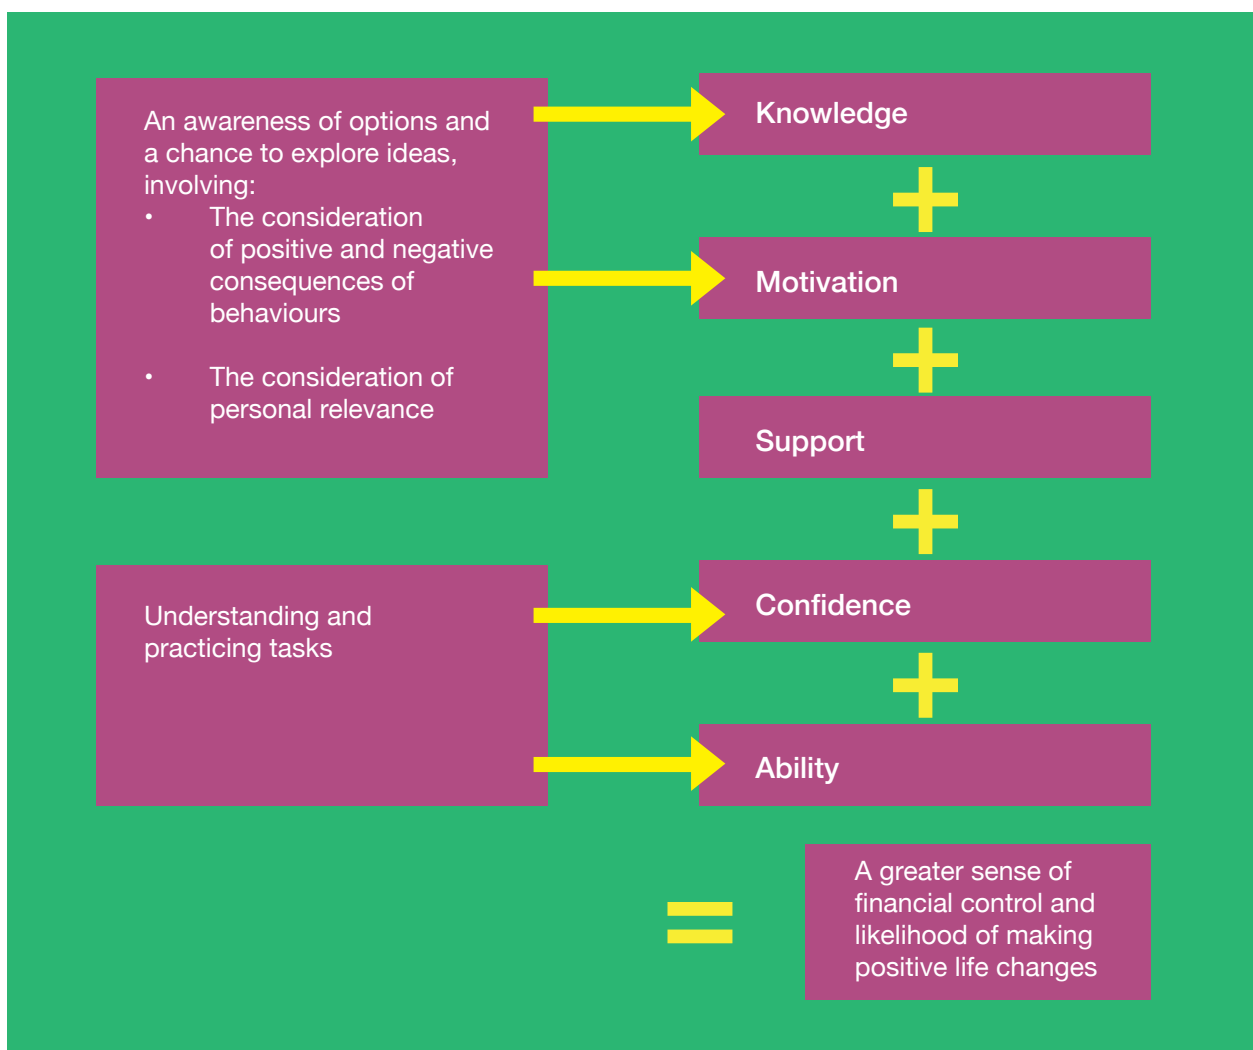 An awareness of options and
a chance to explore ideas,
involving:
• The consideration
of positive and negative
consequences of
behaviours
• The consideration of
personal relevance
Understanding and
practicing tasks
Knowledge
+
Motivation
+
Support
+
Confidence
+
Ability
=
A greater sense of
financial control and
likelihood of making
positive life changes